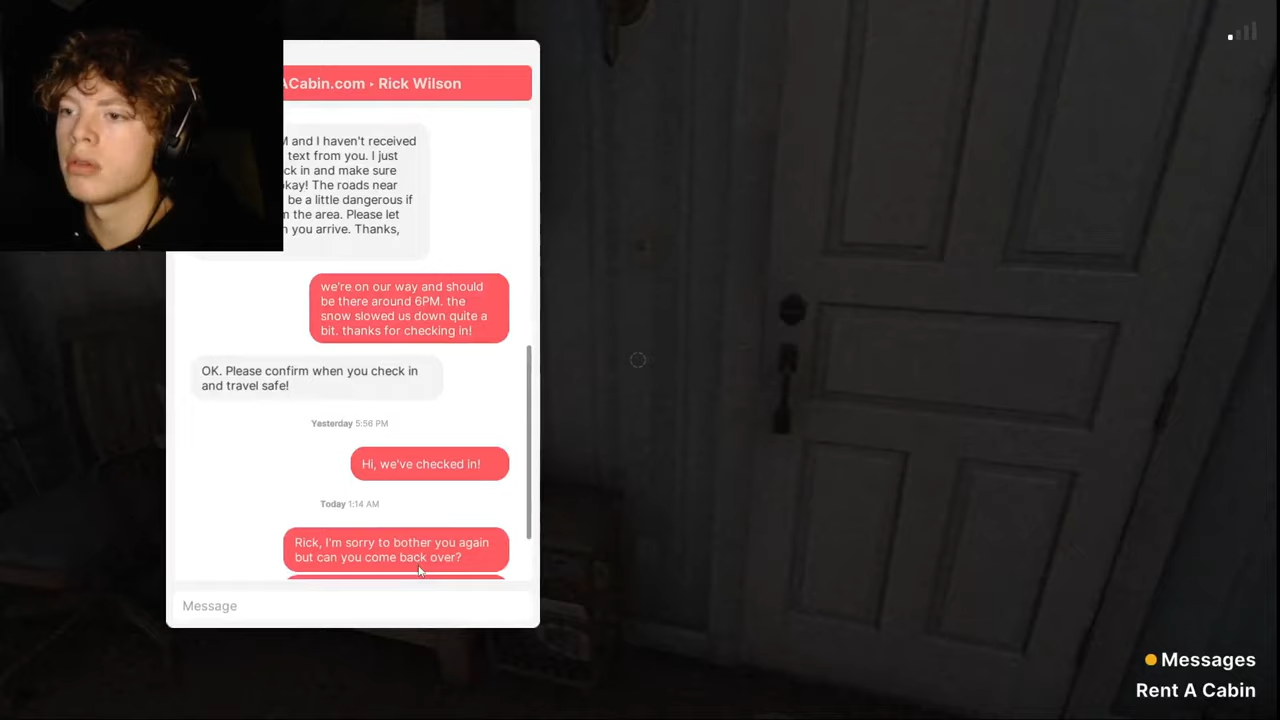 ACabin.com ▸ Rick Wilson
M and I haven't received
text from you. I just
ck in and make sure
kay! The roads near
be a little dangerous if
m the area. Please let
n you arrive. Thanks,
we're on our way and should
be there around 6PM. the
snow slowed us down quite a
bit. thanks for checking in!
OK. Please confirm when you check in
and travel safe!
Yesterday 5:56 PM
Hi, we've checked in!
Today 1:14 AM
Rick, I'm sorry to bother you again
but can you come back over?
Message
Messages
Rent A Cabin